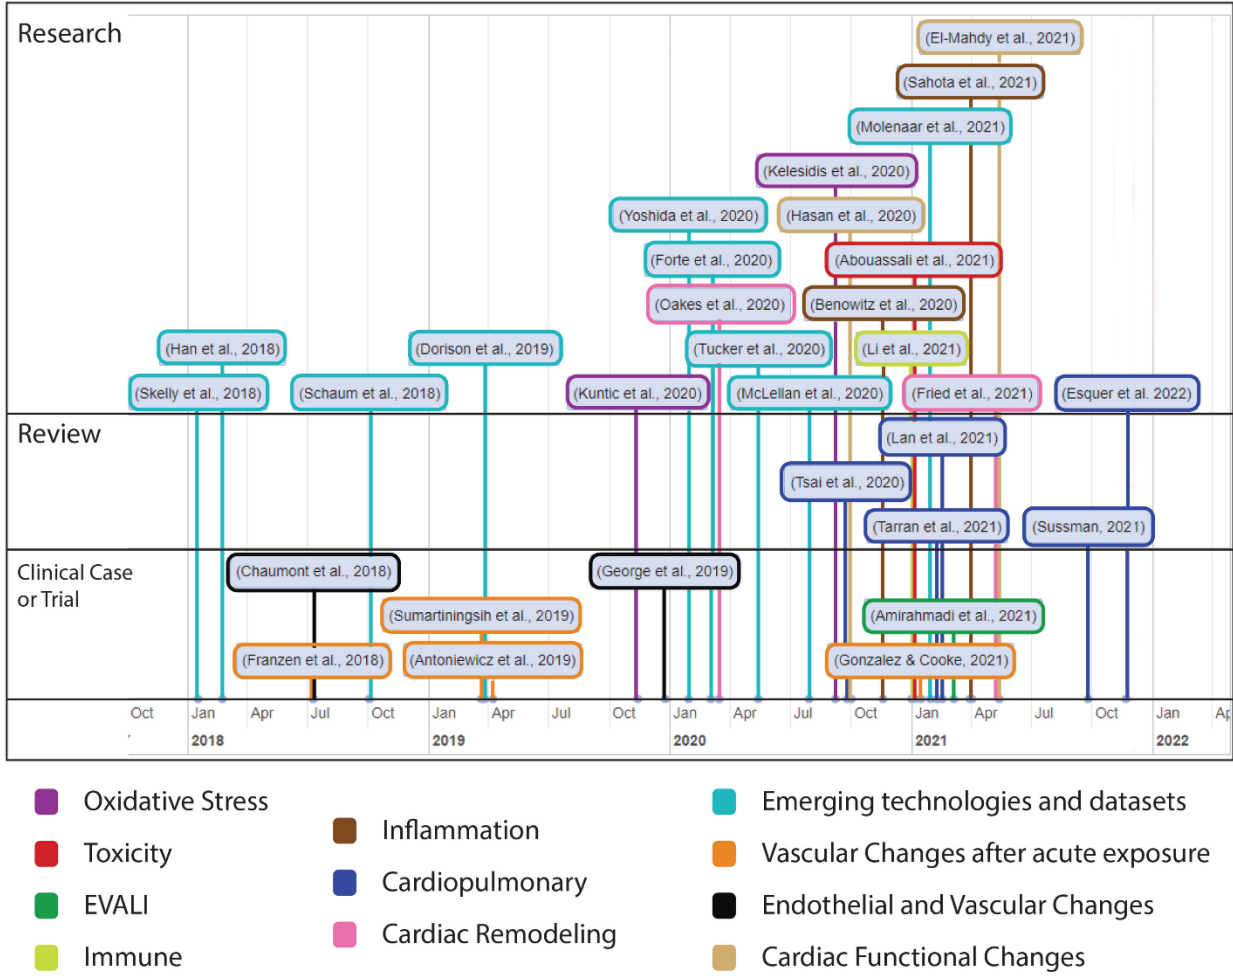 Research
(El-Mahdy et al., 2021)
(Sahota et al., 2021)
(Molenaar et al., 2021)
(Kelesidis et al., 2020)
(Yoshida et al., 2020) (Hasan et al., 2020)
(Forte et al., 2020) (Abouassali et al., 2021)
(Oakes et al., 2020) (Benowitz et al., 2020)
(Han et al., 2018) (Dorison et al., 2019) (Tucker et al., 2020) (Li et al., 2021)
(Skelly et al., 2018) (Schaum et al., 2018) (Kuntic et al., 2020) (McLellan et al., 2020) (Fried et al., 2021) (Esquer et al. 2022)
Review
(Lan et al., 2021)
(Tsai et al., 2020)
(Tarran et al., 2021) (Sussman, 2021)
Clinical Case
or Trial
(Chaumont et al., 2018) (George et al., 2019)
(Sumartiningsih et al., 2019) (Amirahmadi et al., 2021)
(Franzen et al., 2018) (Antoniewicz et al., 2019) (Gonzalez & Cooke, 2021)
Oct Jan Apr Jul Oct Jan Apr Jul Oct Jan Apr Jul Oct Jan Apr Jul Oct Jan
2018 2019 2020 2021 2022
Oxidative Stress
Toxicity
EVALI
Immune
Inflammation
Cardiopulmonary
Cardiac Remodeling
Emerging technologies and datasets
Vascular Changes after acute exposure
Endothelial and Vascular Changes
Cardiac Functional Changes